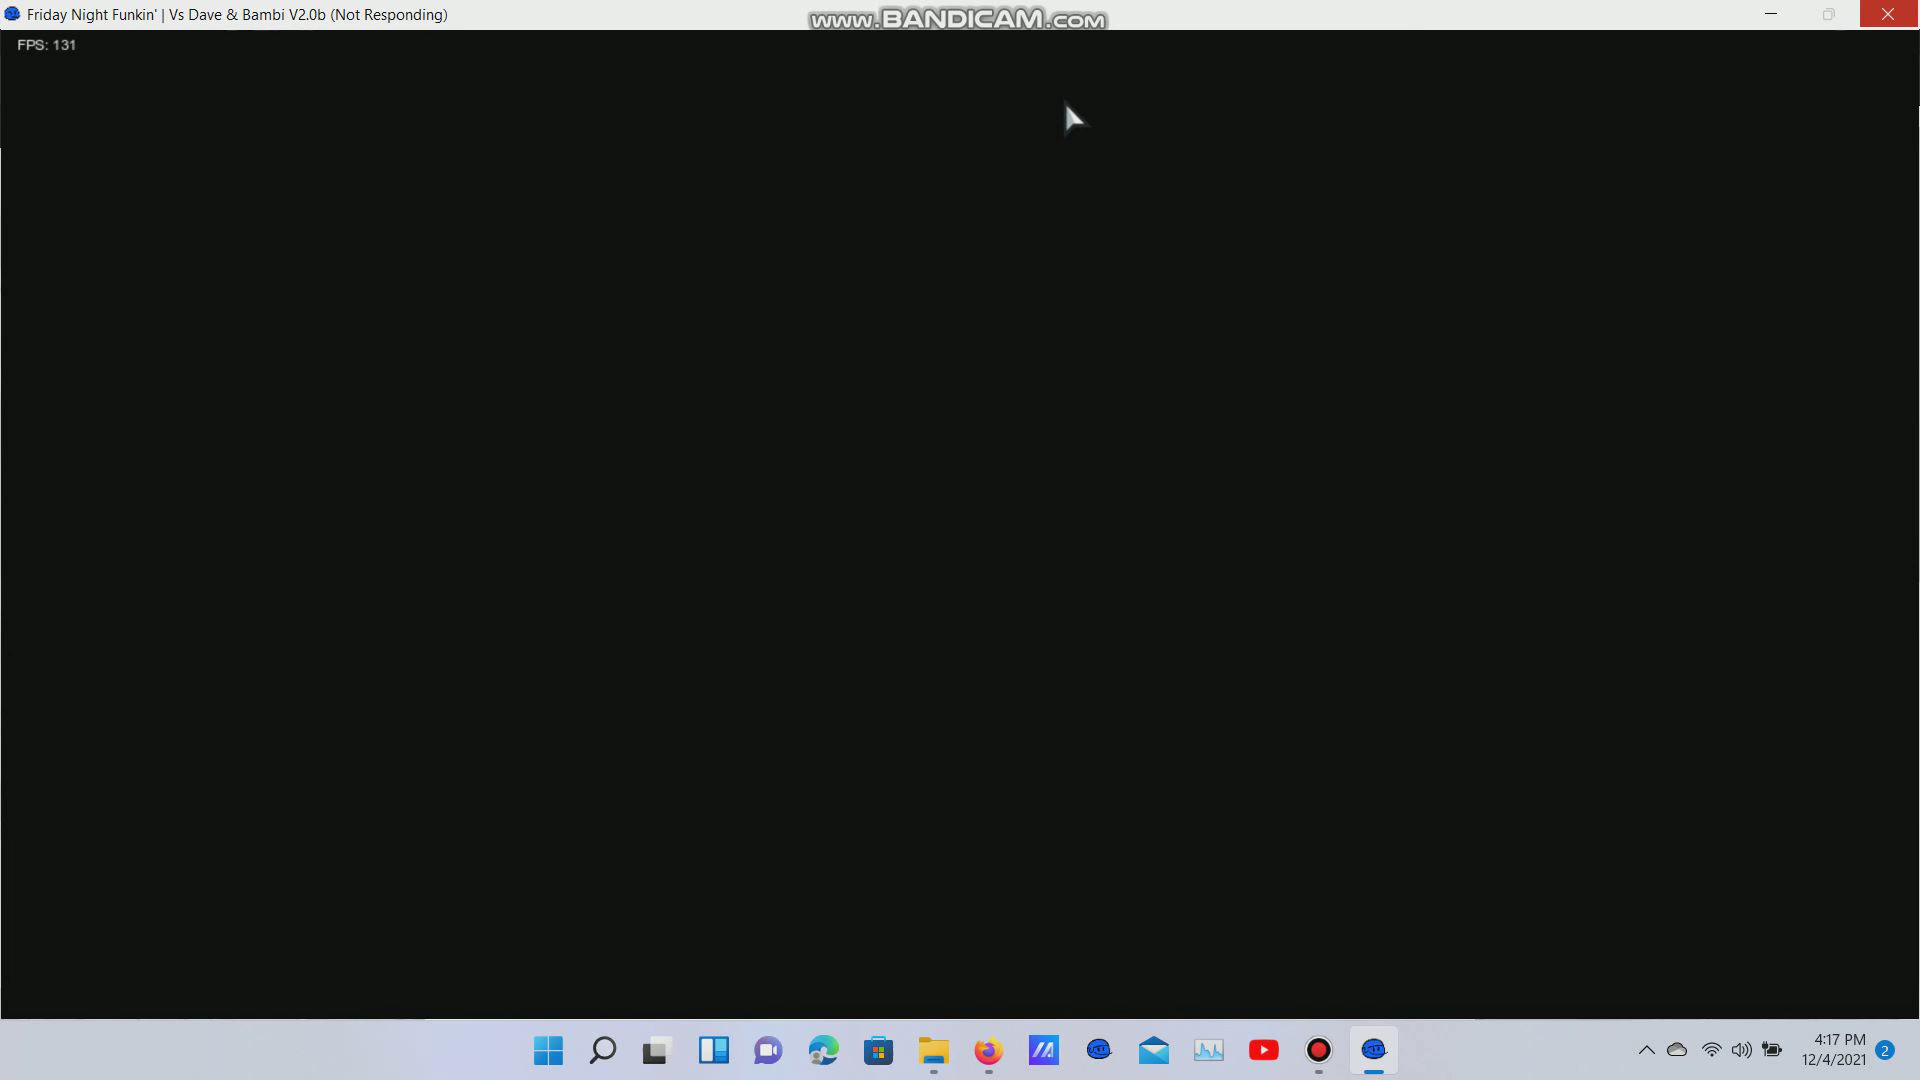 Friday Night Funkin' | Vs Dave & Bambi V2.0b (Not Responding)
www.BANDICAM.com
FPS: 131
4:17 PM
12/4/2021
2